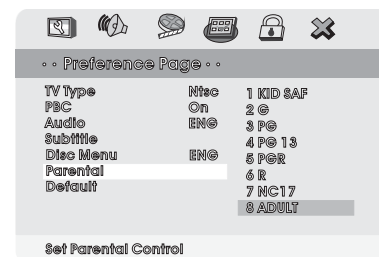 ·· Preference Page ··
TV Type Ntsc
PBC On
Audio ENG
Subtitle
Disc Menu ENG
Parental
Default
1 KID SAF
2 G
3 PG
4 PG 13
5 PGR
6 R
7 NC17
8 ADULT
Set Parental Control